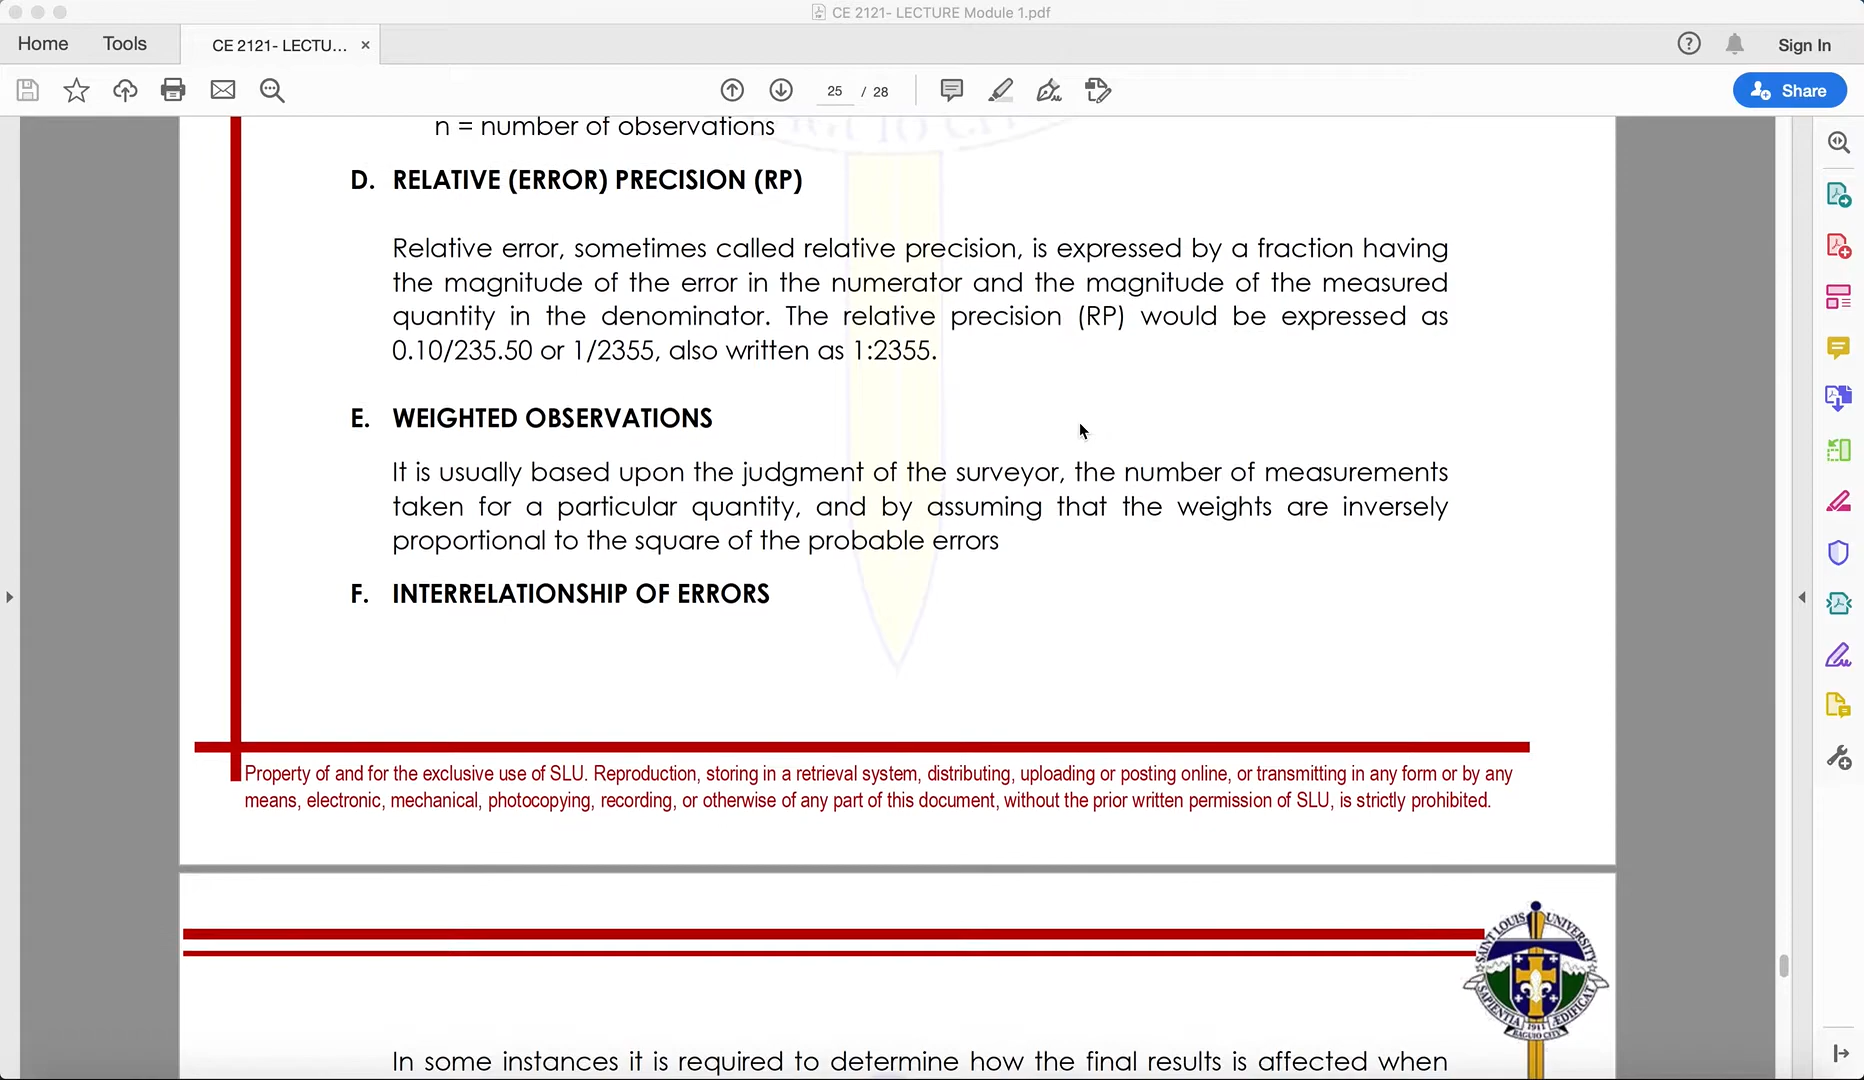 CE 2121- LECTURE Module 1.pdf
Home Tools CE 2121- LECTU... × Sign In
25 / 28 Share
n = number of observations
D. RELATIVE (ERROR) PRECISION (RP)
Relative error, sometimes called relative precision, is expressed by a fraction having
the magnitude of the error in the numerator and the magnitude of the measured
quantity in the denominator. The relative precision (RP) would be expressed as
0.10/235.50 or 1/2355, also written as 1:2355.
E. WEIGHTED OBSERVATIONS
It is usually based upon the judgment of the surveyor, the number of measurements
taken for a particular quantity, and by assuming that the weights are inversely
proportional to the square of the probable errors
F. INTERRELATIONSHIP OF ERRORS
Property of and for the exclusive use of SLU. Reproduction, storing in a retrieval system, distributing, uploading or posting online, or transmitting in any form or by any
means, electronic, mechanical, photocopying, recording, or otherwise of any part of this document, without the prior written permission of SLU, is strictly prohibited.
SAINT LOUIS UNIVERSITY
SAPIENTIA ÆDIFICAT
1911
BAGUIO CITY
In some instances it is required to determine how the final results is affected when